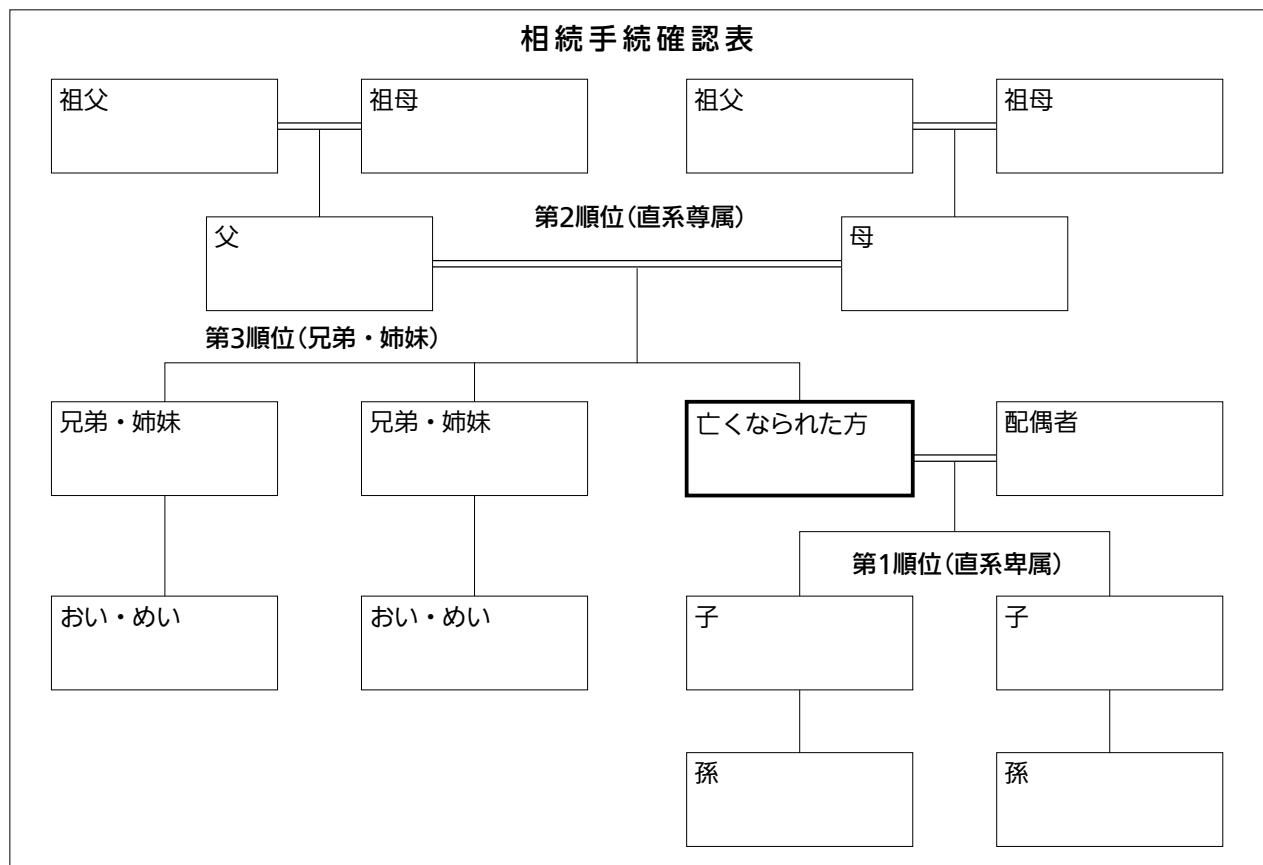 相続手続確認表
祖父
祖母
祖父
祖母
第2順位(直系尊属)
父
母
第3順位(兄弟・姉妹)
兄弟・姉妹
兄弟・姉妹
亡くなられた方
配偶者
第1順位(直系卑属)
おい・めい
おい・めい
子
子
孫
孫